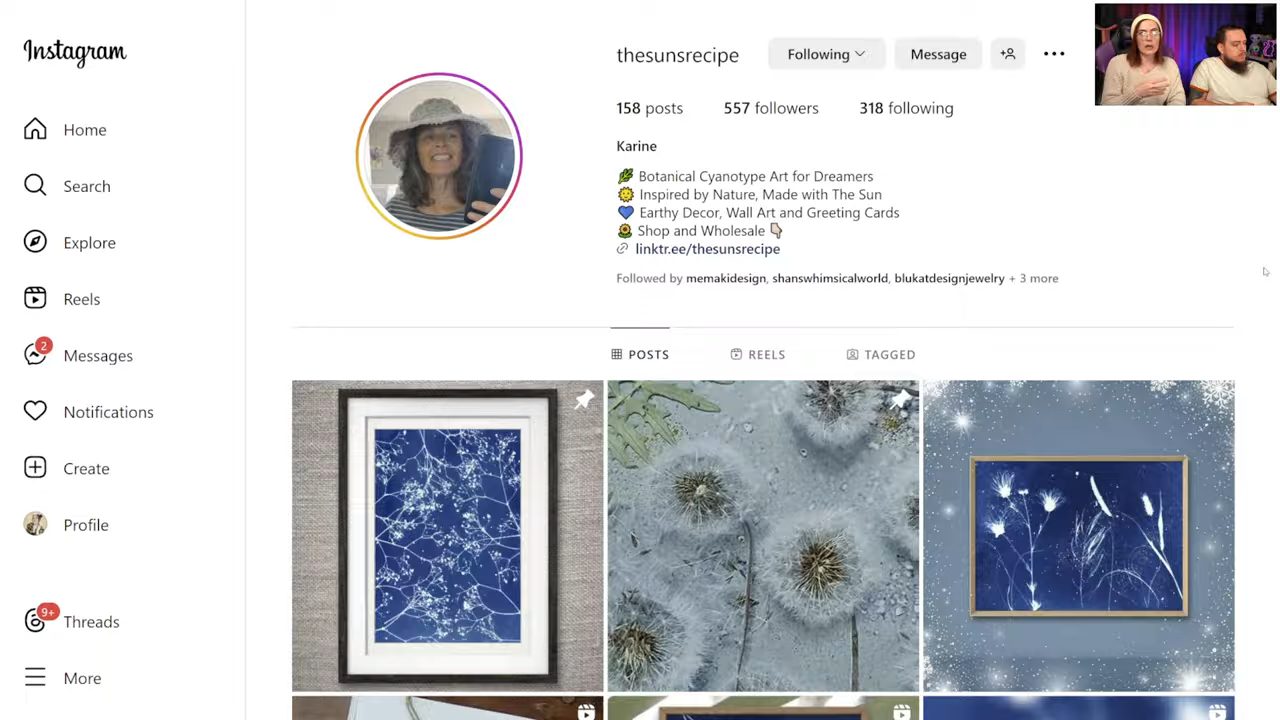 Instagram
Home
Search
Explore
Reels
2
Messages
Notifications
Create
Profile
9+
Threads
More
thesunsrecipe Following Message
158 posts 557 followers 318 following
Karine
Botanical Cyanotype Art for Dreamers
Inspired by Nature, Made with The Sun
Earthy Decor, Wall Art and Greeting Cards
Shop and Wholesale
linktr.ee/thesunsrecipe
Followed by memakidesign, shanswhimsicalworld, blukatdesignjewelry + 3 more
POSTS REELS TAGGED